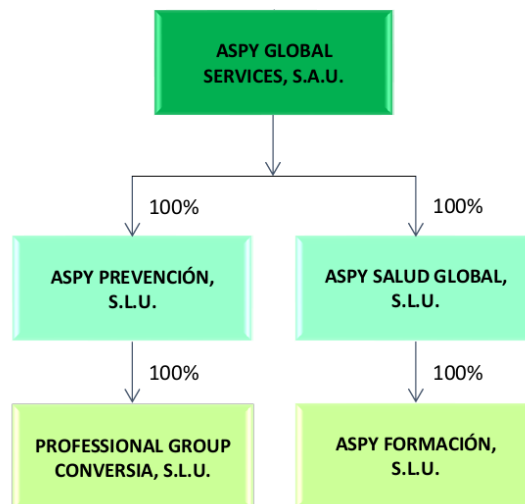 ASPY GLOBAL
SERVICES, S.A.U.
100%
100%
ASPY PREVENCIÓN,
S.L.U.
ASPY SALUD GLOBAL,
S.L.U.
100%
100%
PROFESSIONAL GROUP
CONVERSIA, S.L.U.
ASPY FORMACIÓN,
S.L.U.